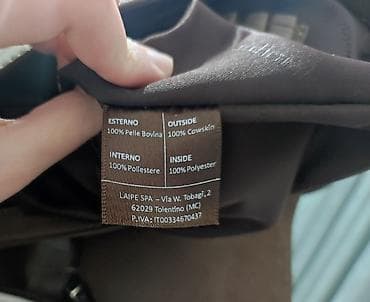 ESTERNO
100% Pelle Bovina
OUTSIDE
100% Cowskin
INTERNO
100% Poliestere
INSIDE
100% Polyester
LAIPE SPA – Via W. Tobagi, 2
62029 Tolentino (MC)
P.IVA: IT00334670437